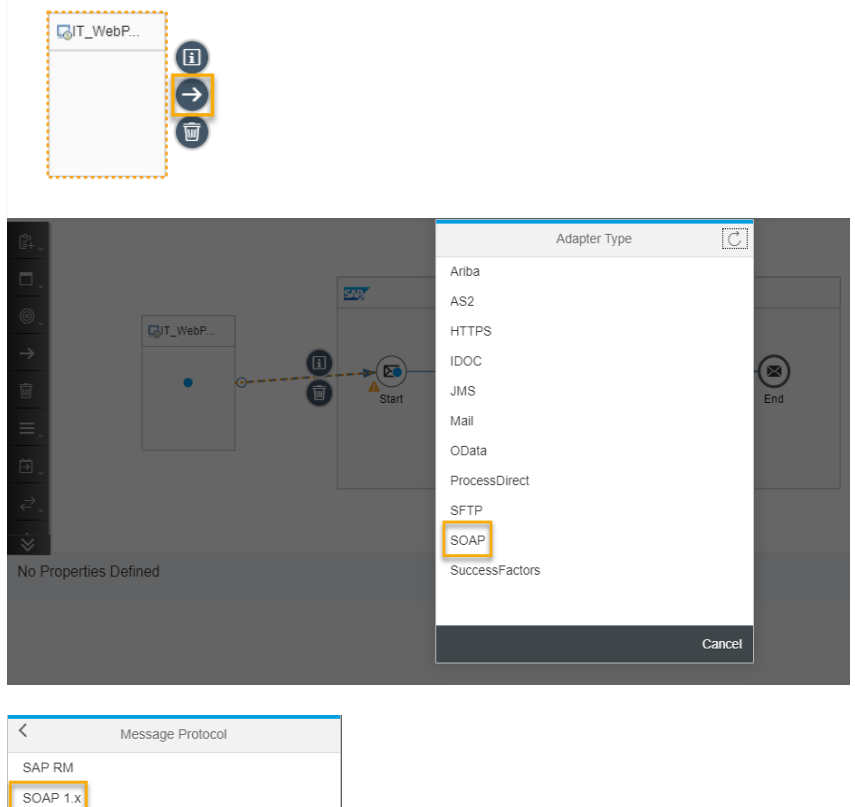 IT_WebP...
Adapter Type
Ariba
AS2
HTTPS
IDOC
JMS
Mail
OData
ProcessDirect
SFTP
SOAP
SuccessFactors
Cancel
SAP
IT_WebP...
Start
End
No Properties Defined
Message Protocol
SAP RM
SOAP 1.x